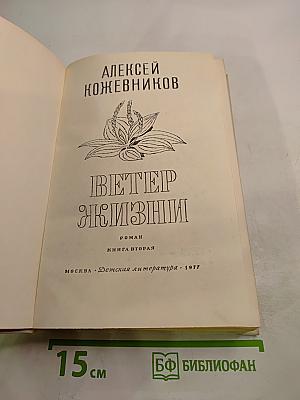 АЛЕКСЕЙ
КОЖЕВНИКОВ
ВЕТЕР
ЖИЗНИ
РОМАН
КНИГА ВТОРАЯ
МОСКВА · Детская литература · 1977
15 см
БФ БИБЛИОФАН